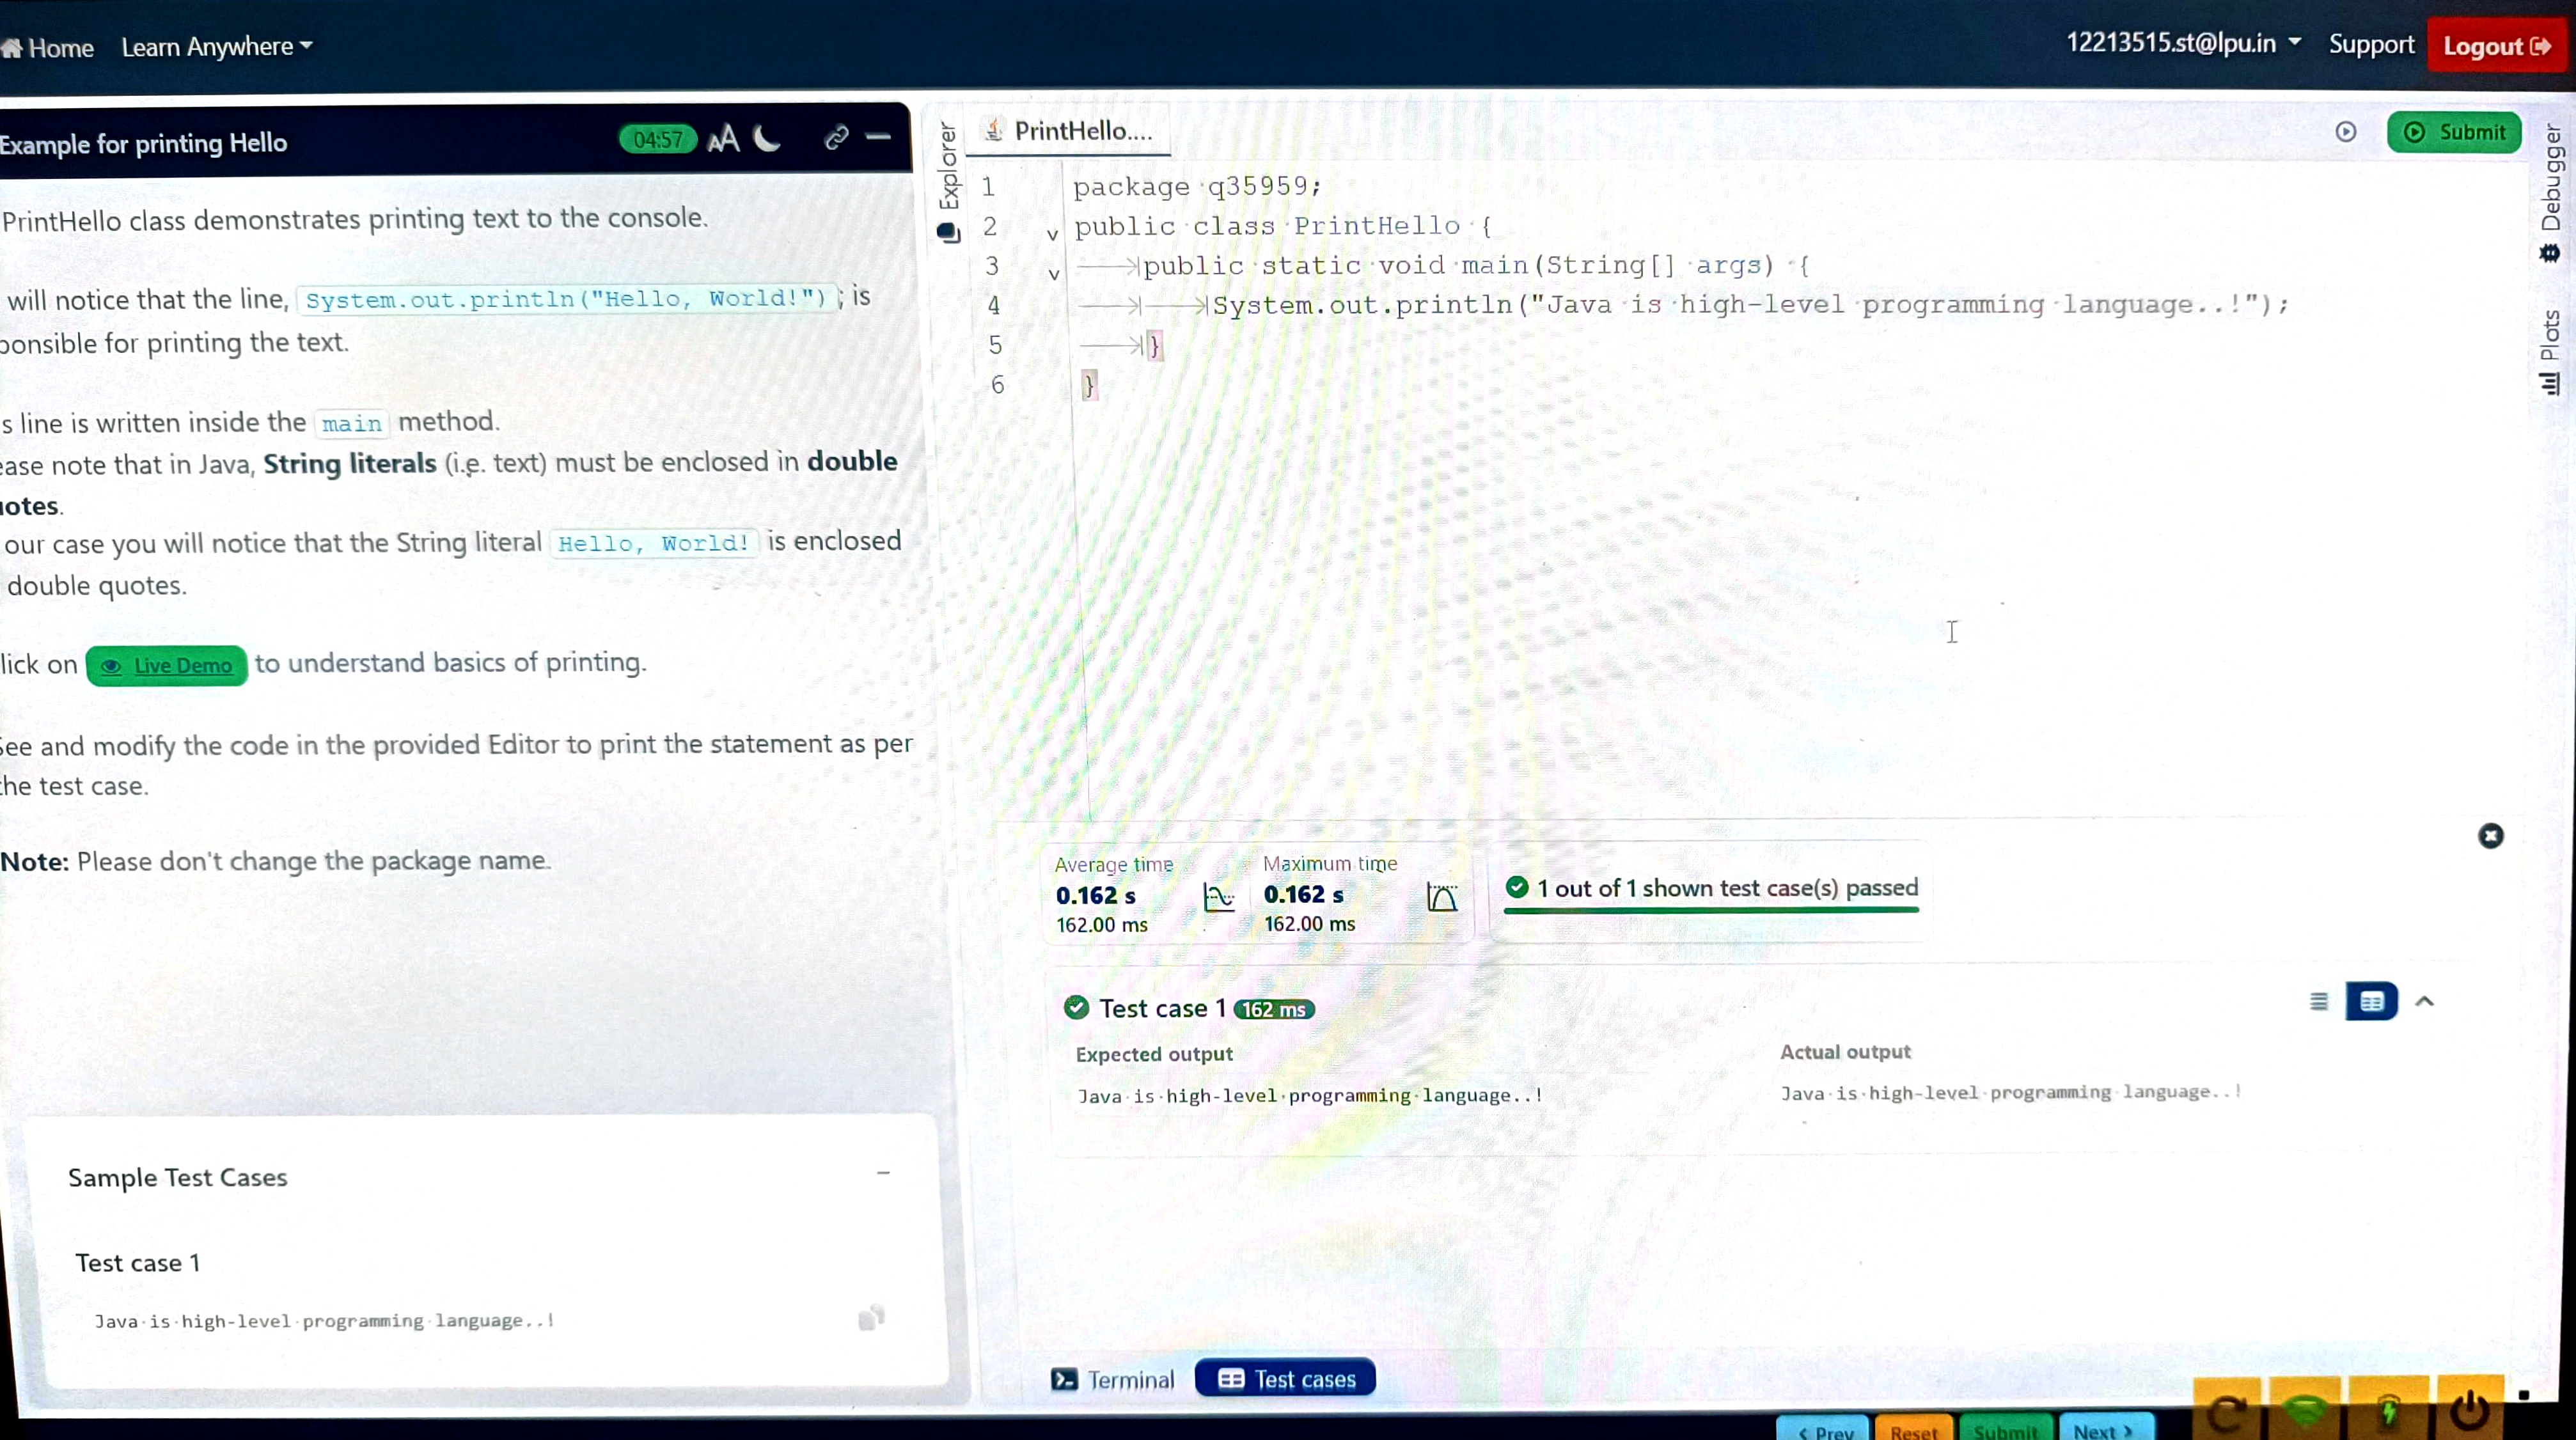 Home Learn Anywhere 12213515.st@lpu.in Support Logout
Example for printing Hello 04:57 AA
PrintHello class demonstrates printing text to the console.
will notice that the line, System.out.println("Hello, World!"); is
ponsible for printing the text.
s line is written inside the main method.
ease note that in Java, String literals (i.e. text) must be enclosed in double
uotes.
our case you will notice that the String literal Hello, World! is enclosed
double quotes.
lick on Live Demo to understand basics of printing.
See and modify the code in the provided Editor to print the statement as per
the test case.
Note: Please don't change the package name.
Sample Test Cases
Test case 1
Java is high-level programming language..!
Explorer
PrintHello....
Submit
1 package q35959;
2 public class PrintHello {
3 public static void main(String[] args) {
4 System.out.println("Java is high-level programming language..!");
5 }
6 }
Debugger
Plots
Average time
0.162 s
162.00 ms
Maximum time
0.162 s
162.00 ms
1 out of 1 shown test case(s) passed
Test case 1 162 ms
Expected output
Java is high-level programming language..!
Actual output
Java is high-level programming language..!
Terminal Test cases
< Prev Reset Submit Next >